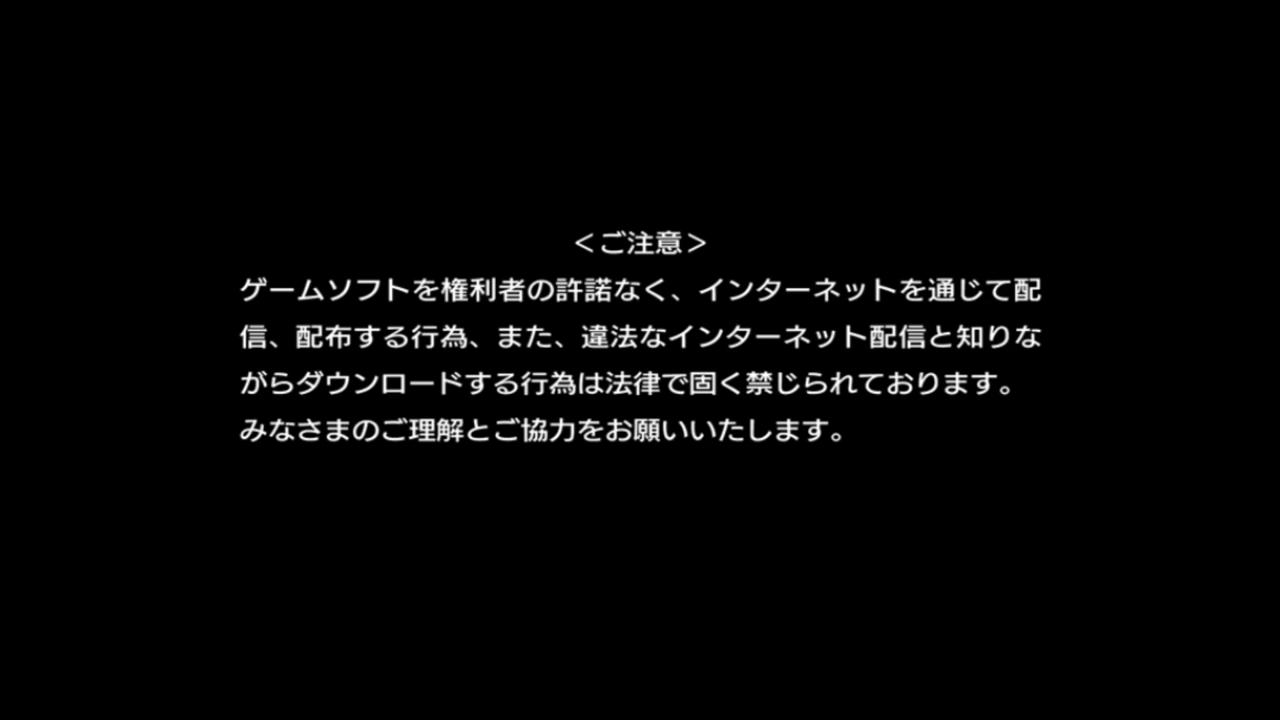 ＜ご注意＞
ゲームソフトを権利者の許諾なく、インターネットを通じて配
信、配布する行為、また、違法なインターネット配信と知りな
がらダウンロードする行為は法律で固く禁じられております。
みなさまのご理解とご協力をお願いいたします。